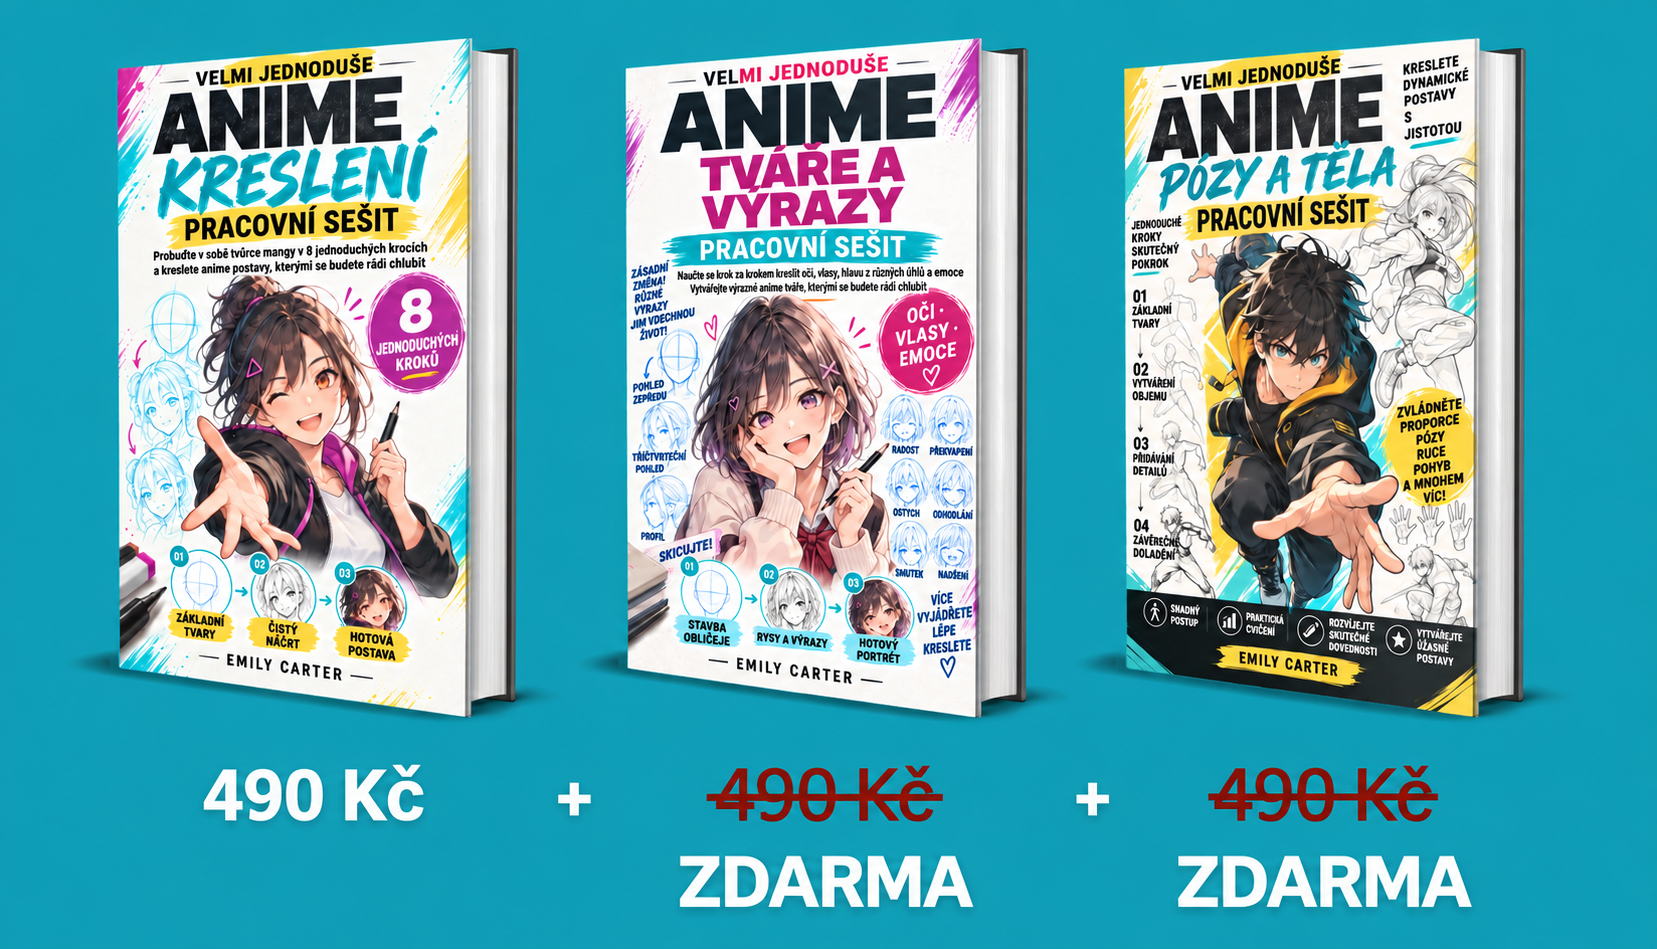 VELMI JEDNODUŠE
ANIME
KRESLENÍ
PRACOVNÍ SEŠIT
Probuďte v sobě tvůrce mangy v 8 jednoduchých krocích
a kreslete anime postavy, kterými se budete rádi chlubit
8
JEDNODUCHÝCH
KROKŮ
01
ZÁKLADNÍ
TVARY
02
ČISTÝ
NÁČRT
03
HOTOVÁ
POSTAVA
EMILY CARTER
VELMI JEDNODUŠE
ANIME
TVÁŘE A
VÝRAZY
PRACOVNÍ SEŠIT
Naučte se krok za krokem kreslit oči, vlasy, hlavu z různých úhlů a emoce
Vytvářejte výrazné anime tváře, kterými se budete rádi chlubit
ZÁSADNÍ
ZMĚNA!
RŮZNÉ
VÝRAZY
JIM VDECHNOU
ŽIVOT!
OČI ·
VLASY ·
EMOCE
POHLED
ZEPŘEDU
TŘÍČTVRTEČNÍ
POHLED
PROFIL
RADOST
PŘEKVAPENÍ
OSTYCH
ODHODLÁNÍ
SMUTEK
NADŠENÍ
SKICUJTE!
01
STAVBA
OBLIČEJE
02
RYSY A VÝRAZY
03
HOTOVÝ
PORTRÉT
VÍCE
VYJÁDŘETE
LÉPE
KRESLETE
EMILY CARTER
VELMI JEDNODUŠE
ANIME
PÓZY A TĚLA
PRACOVNÍ SEŠIT
KRESLETE
DYNAMICKÉ
POSTAVY
S
JISTOTOU
JEDNODUCHÉ
KROKY
SKUTEČNÝ
POKROK
01
ZÁKLADNÍ
TVARY
02
VYTVÁŘENÍ
OBJEMU
03
PŘIDÁVÁNÍ
DETAILŮ
04
ZÁVĚREČNÉ
DOLADĚNÍ
ZVLÁDNĚTE
PROPORCE
PÓZY
RUCE
POHYB
A MNOHEM
VÍC!
SNADNÝ
POSTUP
PRAKTICKÁ
CVIČENÍ
ROZVÍJEJTE
SKUTEČNÉ
DOVEDNOSTI
VYTVÁŘEJTE
ÚŽASNÉ
POSTAVY
EMILY CARTER
490 Kč + 490 Kč + 490 Kč
ZDARMA ZDARMA